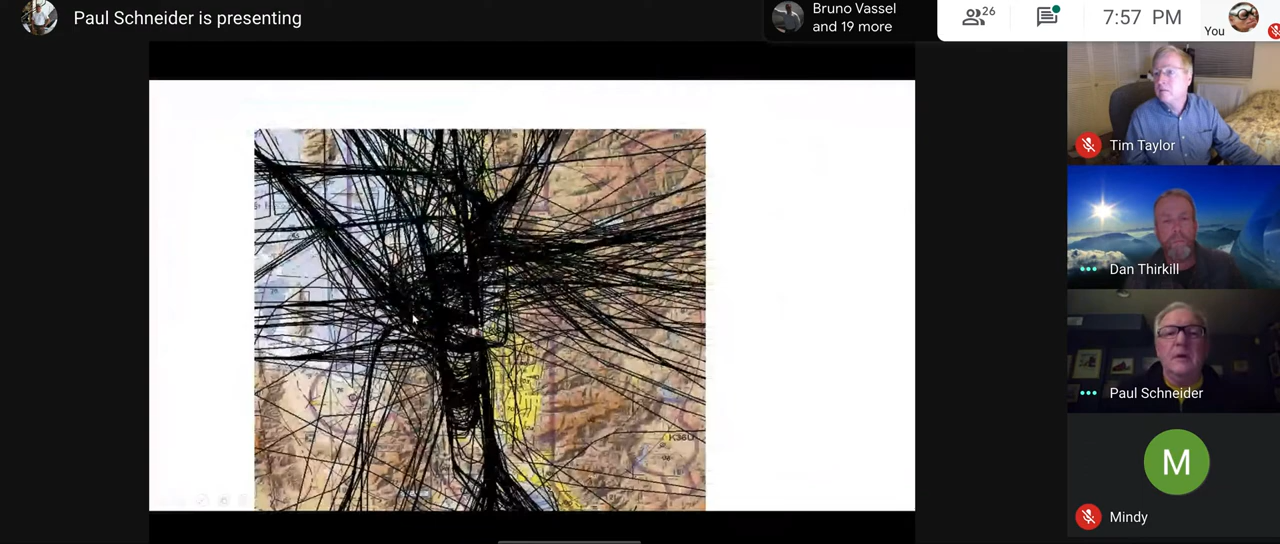 Paul Schneider is presenting
Bruno Vassel
and 19 more
26
7:57 PM
You
Tim Taylor
Dan Thirkill
Paul Schneider
M
Mindy